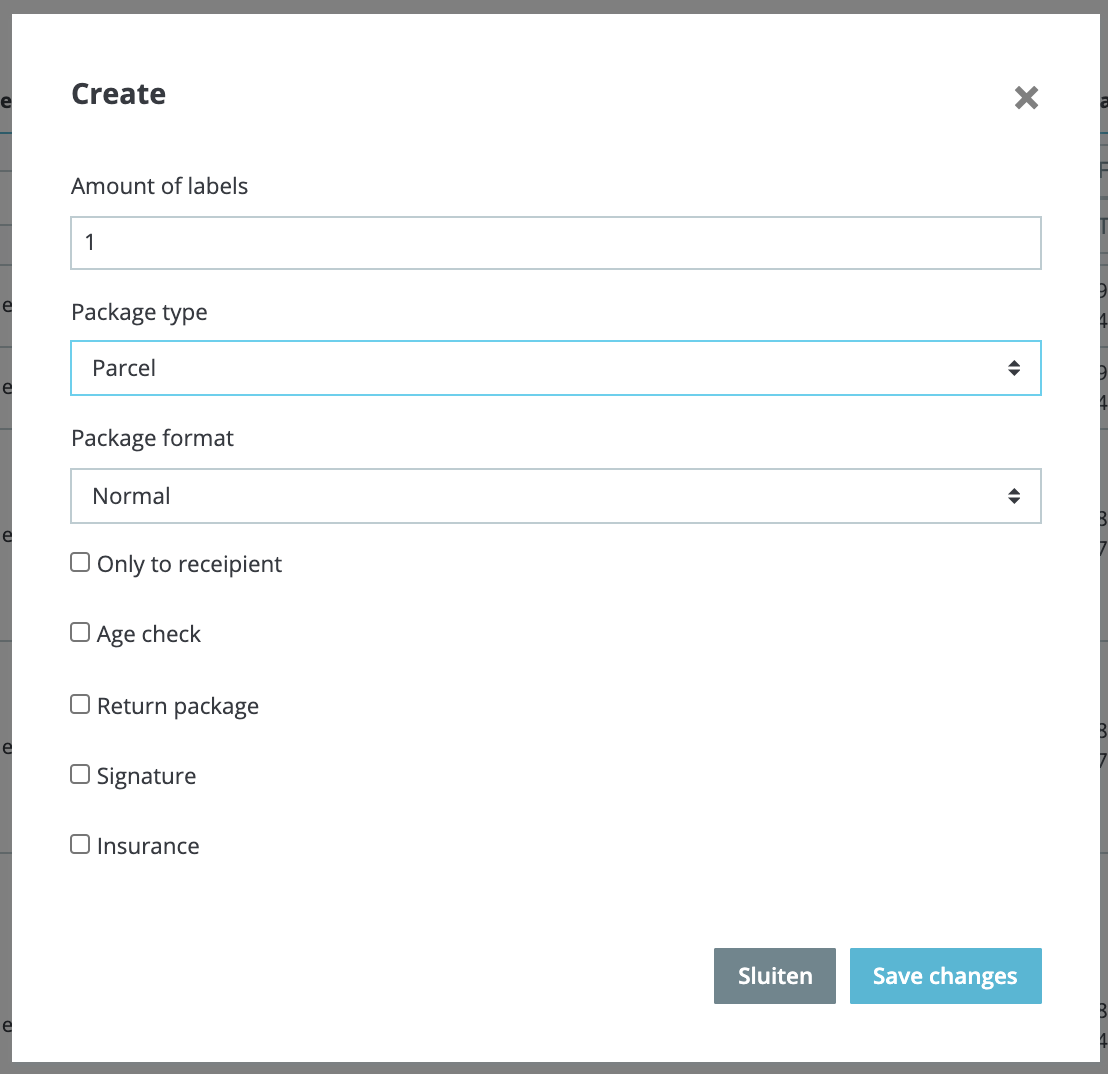 Create
Amount of labels
1
Package type
Parcel
Package format
Normal
Only to receipient
Age check
Return package
Signature
Insurance
Sluiten
Save changes